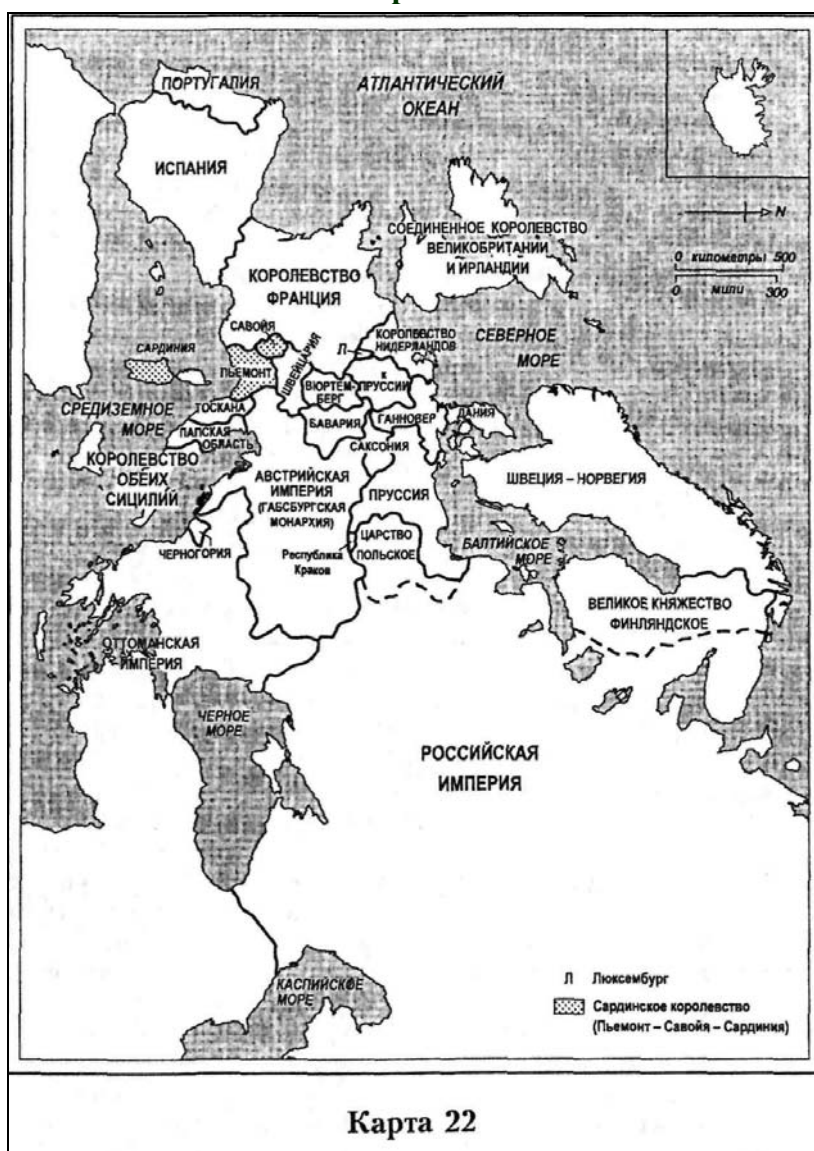 ПОРТУГАЛИЯ
АТЛАНТИЧЕСКИЙ
ОКЕАН
ИСПАНИЯ
N
СОЕДИНЕННОЕ КОРОЛЕВСТВО
ВЕЛИКОБРИТАНИИ
И ИРЛАНДИИ
0 километры 500
0 мили 300
КОРОЛЕВСТВО
ФРАНЦИЯ
САВОЙЯ
Л
КОРОЛЕВСТВО
НИДЕРЛАНДОВ
СЕВЕРНОЕ
МОРЕ
САРДИНИЯ
ПЬЕМОНТ
ШВЕЙЦАРИЯ
ВЮРТЕМ-
БЕРГ
К
ПРУССИИ
СРЕДИЗЕМНОЕ
МОРЕ
ТОСКАНА
ПАПСКАЯ
ОБЛАСТЬ
БАВАРИЯ
ГАННОВЕР
ДАНИЯ
САКСОНИЯ
КОРОЛЕВСТВО
ОБЕИХ
СИЦИЛИЙ
АВСТРИЙСКАЯ
ИМПЕРИЯ
(ГАБСБУРГСКАЯ
МОНАРХИЯ)
ПРУССИЯ
ШВЕЦИЯ – НОРВЕГИЯ
ЧЕРНОГОРИЯ
Республика
Краков
ЦАРСТВО
ПОЛЬСКОЕ
БАЛТИЙСКОЕ
МОРЕ
ВЕЛИКОЕ КНЯЖЕСТВО
ФИНЛЯНДСКОЕ
ОТТОМАНСКАЯ
ИМПЕРИЯ
ЧЕРНОЕ
МОРЕ
РОССИЙСКАЯ
ИМПЕРИЯ
КАСПИЙСКОЕ
МОРЕ
Л Люксембург
Сардинское королевство
(Пьемонт – Савойя – Сардиния)
Карта 22